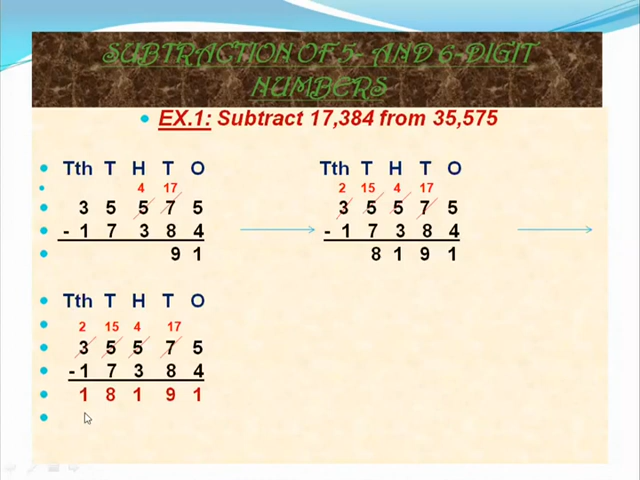 SUBTRACTION OF 5- AND 6-DIGIT
NUMBERS
• EX.1: Subtract 17,384 from 35,575
• Tth T H T O
• 4 17
• 3 5 5 7 5
• - 1 7 3 8 4
• 9 1
Tth T H T O
2 15 4 17
3 5 5 7 5
- 1 7 3 8 4
8 1 9 1
• Tth T H T O
• 2 15 4 17
• 3 5 5 7 5
• -1 7 3 8 4
• 1 8 1 9 1
•